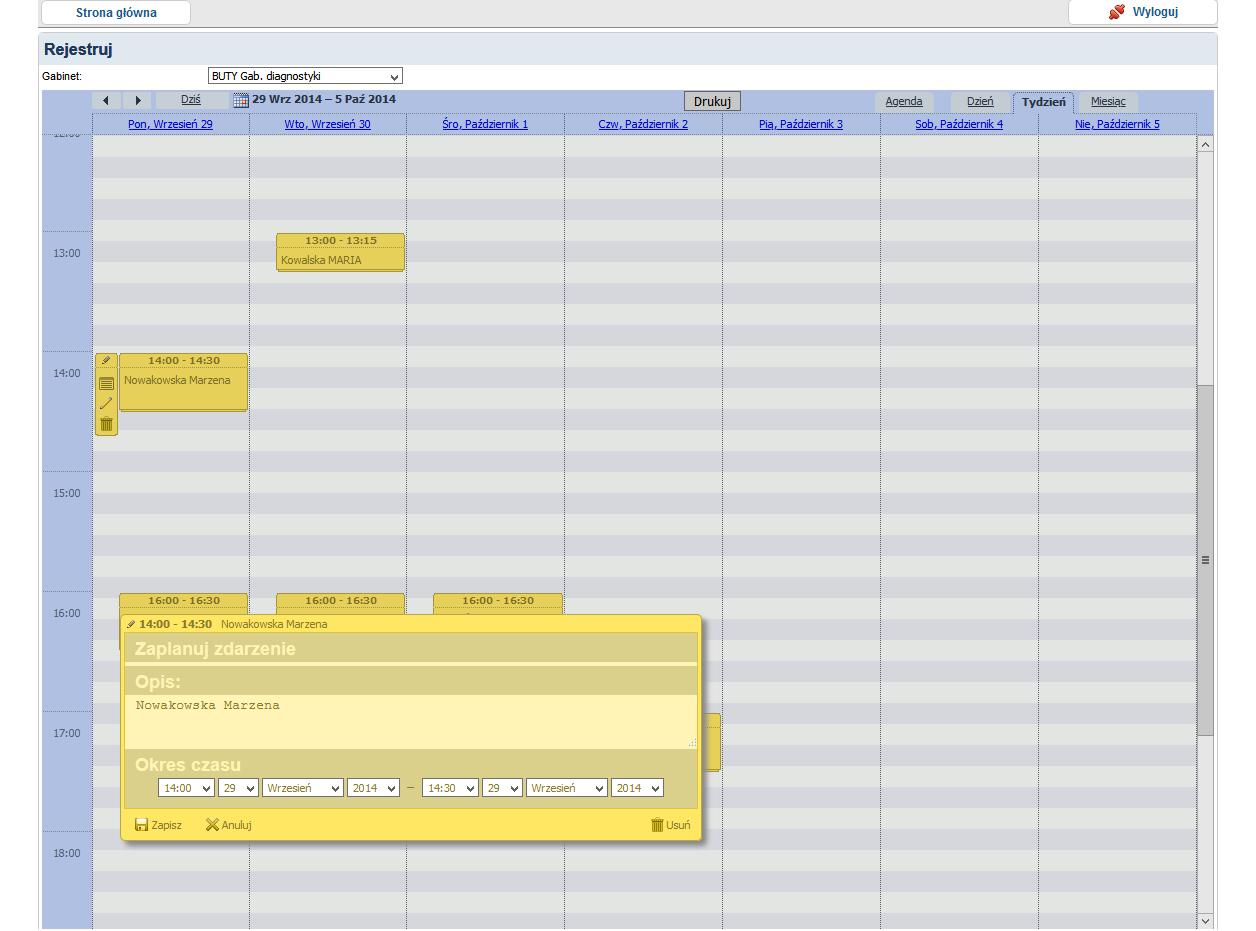 Strona główna Wyloguj
Rejestruj
Gabinet: BUTY Gab. diagnostyki
Dziś 29 Wrz 2014 – 5 Paź 2014 Drukuj Agenda Dzień Tydzień Miesiąc
Pon, Wrzesień 29 Wto, Wrzesień 30 Śro, Październik 1 Czw, Październik 2 Pią, Październik 3 Sob, Październik 4 Nie, Październik 5
12:00
13:00 - 13:15
13:00 Kowalska MARIA
14:00 - 14:30
14:00 Nowakowska Marzena
15:00
16:00 - 16:30 16:00 - 16:30 16:00 - 16:30
16:00
14:00 - 14:30 Nowakowska Marzena
Zaplanuj zdarzenie
Opis:
Nowakowska Marzena
17:00
Okres czasu
14:00 29 Wrzesień 2014 – 14:30 29 Wrzesień 2014
Zapisz Anuluj Usuń
18:00